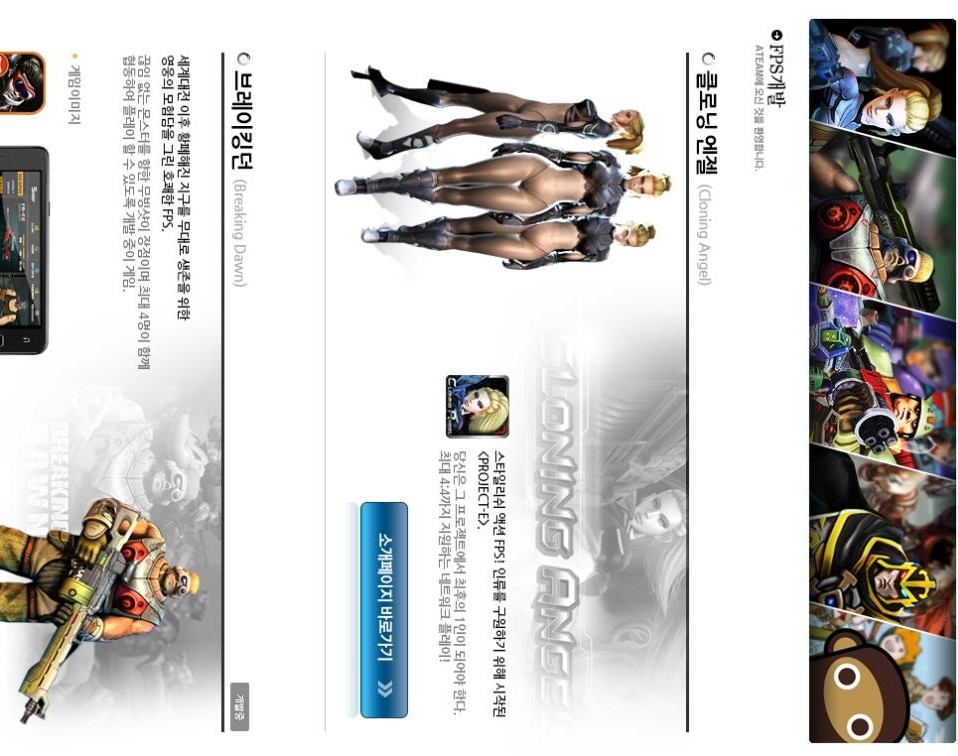 FPS개발
ATEAM에 오신 것을 환영합니다.
클로닝 엔젤 (Cloning Angel)
CLONING ANGEL
스타일리쉬 액션 FPS! 인류를 구원하기 위해 시작된
<PROJECT-E>.
당신은 그 프로젝트에서 최후의 1인이 되어야 한다.
최대 4:4까지 지원하는 네트워크 플레이!
소개페이지 바로가기
브레이킹던 (Breaking Dawn)
개발중
세계대전 이후, 황폐해진 지구를 무대로 생존을 위한
영웅의 모험담을 그린 호쾌한 FPS.
끊임 없는 몬스터를 향한 무빙샷이 장점이며 최대 4명이 함께
협동하여 플레이 할 수 있도록 개발 중이 게임.
게임이미지
BREAKING
DAWN